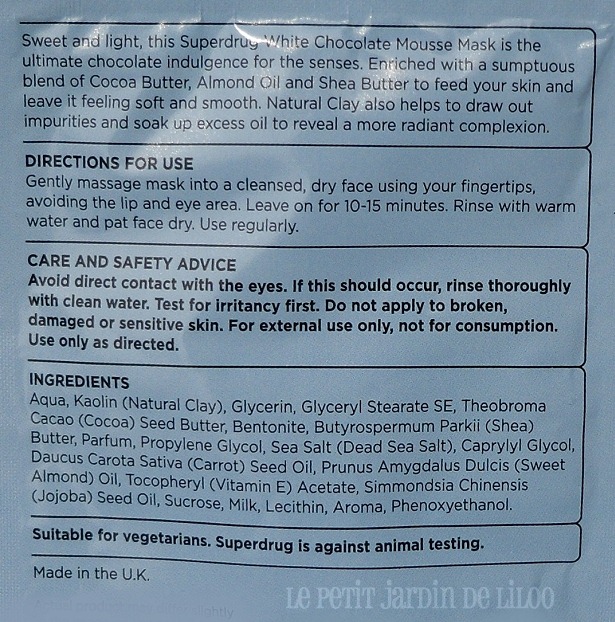 Sweet and light, this Superdrug White Chocolate Mousse Mask is the
ultimate chocolate indulgence for the senses. Enriched with a sumptuous
blend of Cocoa Butter, Almond Oil and Shea Butter to feed your skin and
leave it feeling soft and smooth. Natural Clay also helps to draw out
impurities and soak up excess oil to reveal a more radiant complexion.
DIRECTIONS FOR USE
Gently massage mask into a cleansed, dry face using your fingertips,
avoiding the lip and eye area. Leave on for 10-15 minutes. Rinse with warm
water and pat face dry. Use regularly.
CARE AND SAFETY ADVICE
Avoid direct contact with the eyes. If this should occur, rinse thoroughly
with clean water. Test for irritancy first. Do not apply to broken,
damaged or sensitive skin. For external use only, not for consumption.
Use only as directed.
INGREDIENTS
Aqua, Kaolin (Natural Clay), Glycerin, Glyceryl Stearate SE, Theobroma
Cacao (Cocoa) Seed Butter, Bentonite, Butyrospermum Parkii (Shea)
Butter, Parfum, Propylene Glycol, Sea Salt (Dead Sea Salt), Caprylyl Glycol,
Daucus Carota Sativa (Carrot) Seed Oil, Prunus Amygdalus Dulcis (Sweet
Almond) Oil, Tocopheryl (Vitamin E) Acetate, Simmondsia Chinensis
(Jojoba) Seed Oil, Sucrose, Milk, Lecithin, Aroma, Phenoxyethanol.
Suitable for vegetarians. Superdrug is against animal testing.
Made in the U.K.
LE PETIT JARDIN DE LILOO